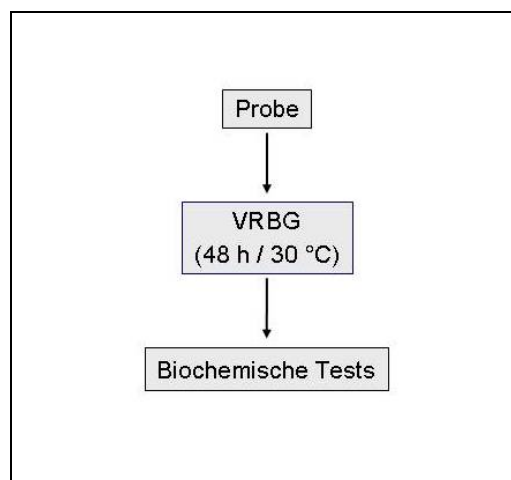 Probe
VRBG
(48 h / 30 °C)
Biochemische Tests